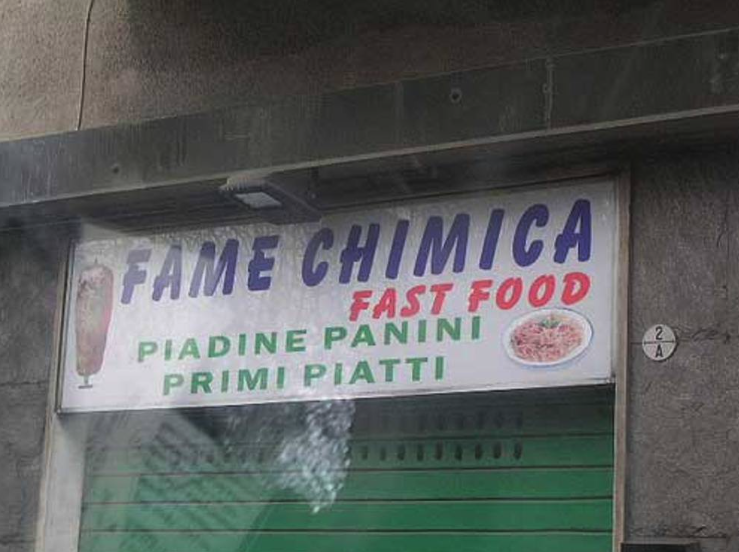 FAME CHIMICA
FAST FOOD
PIADINE PANINI
PRIMI PIATTI
2
A